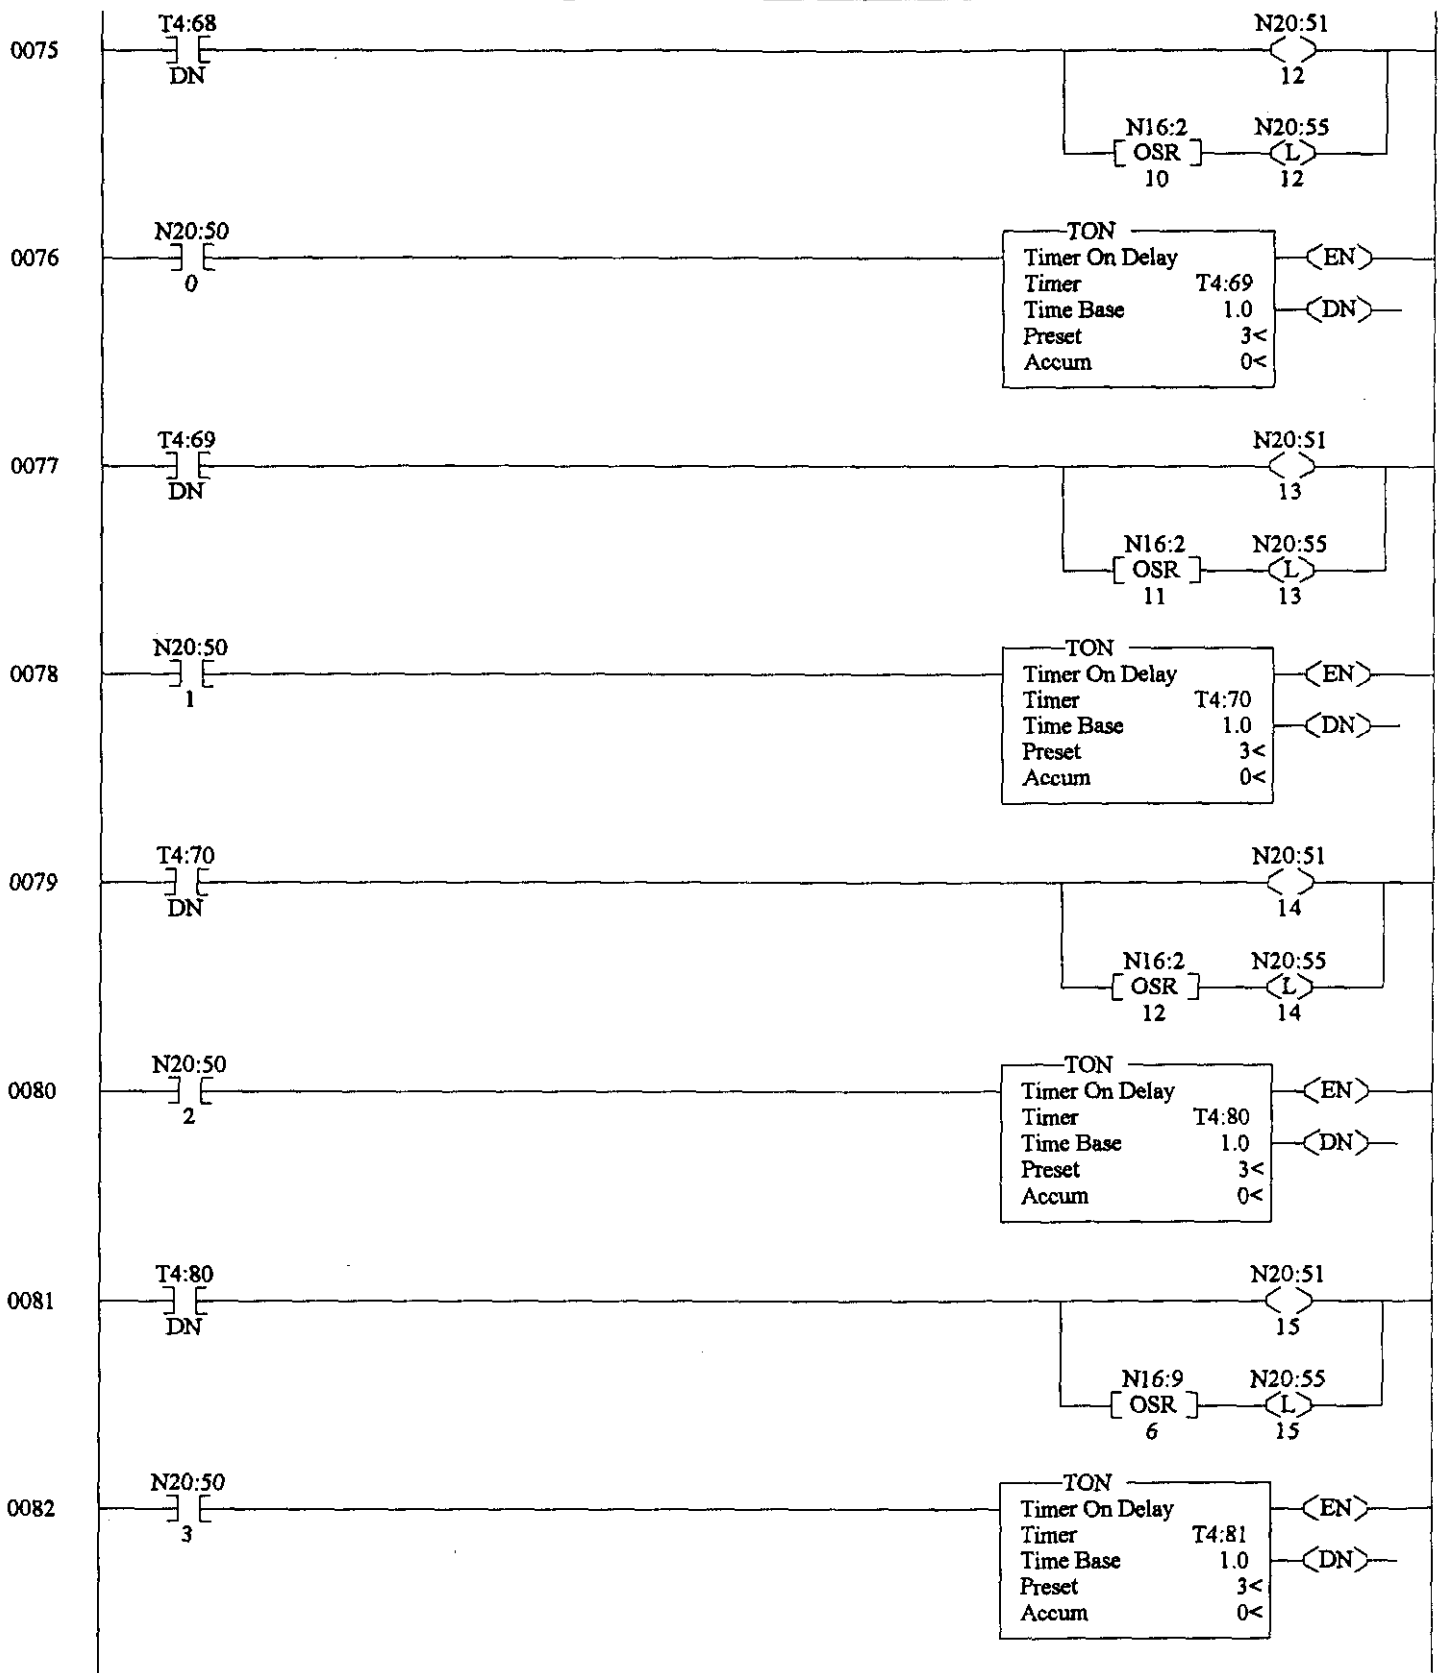 T4:68
N20:51
0075
DN
12
N16:2
N20:55
OSR
L
10
12
N20:50
TON
0076
Timer On Delay
EN
0
Timer
T4:69
Time Base
1.0
DN
Preset
3<
Accum
0<
T4:69
N20:51
0077
DN
13
N16:2
N20:55
OSR
L
11
13
N20:50
TON
0078
Timer On Delay
EN
1
Timer
T4:70
Time Base
1.0
DN
Preset
3<
Accum
0<
T4:70
N20:51
0079
DN
14
N16:2
N20:55
OSR
L
12
14
N20:50
TON
0080
Timer On Delay
EN
2
Timer
T4:80
Time Base
1.0
DN
Preset
3<
Accum
0<
T4:80
N20:51
0081
DN
15
N16:9
N20:55
OSR
L
6
15
N20:50
TON
0082
Timer On Delay
EN
3
Timer
T4:81
Time Base
1.0
DN
Preset
3<
Accum
0<